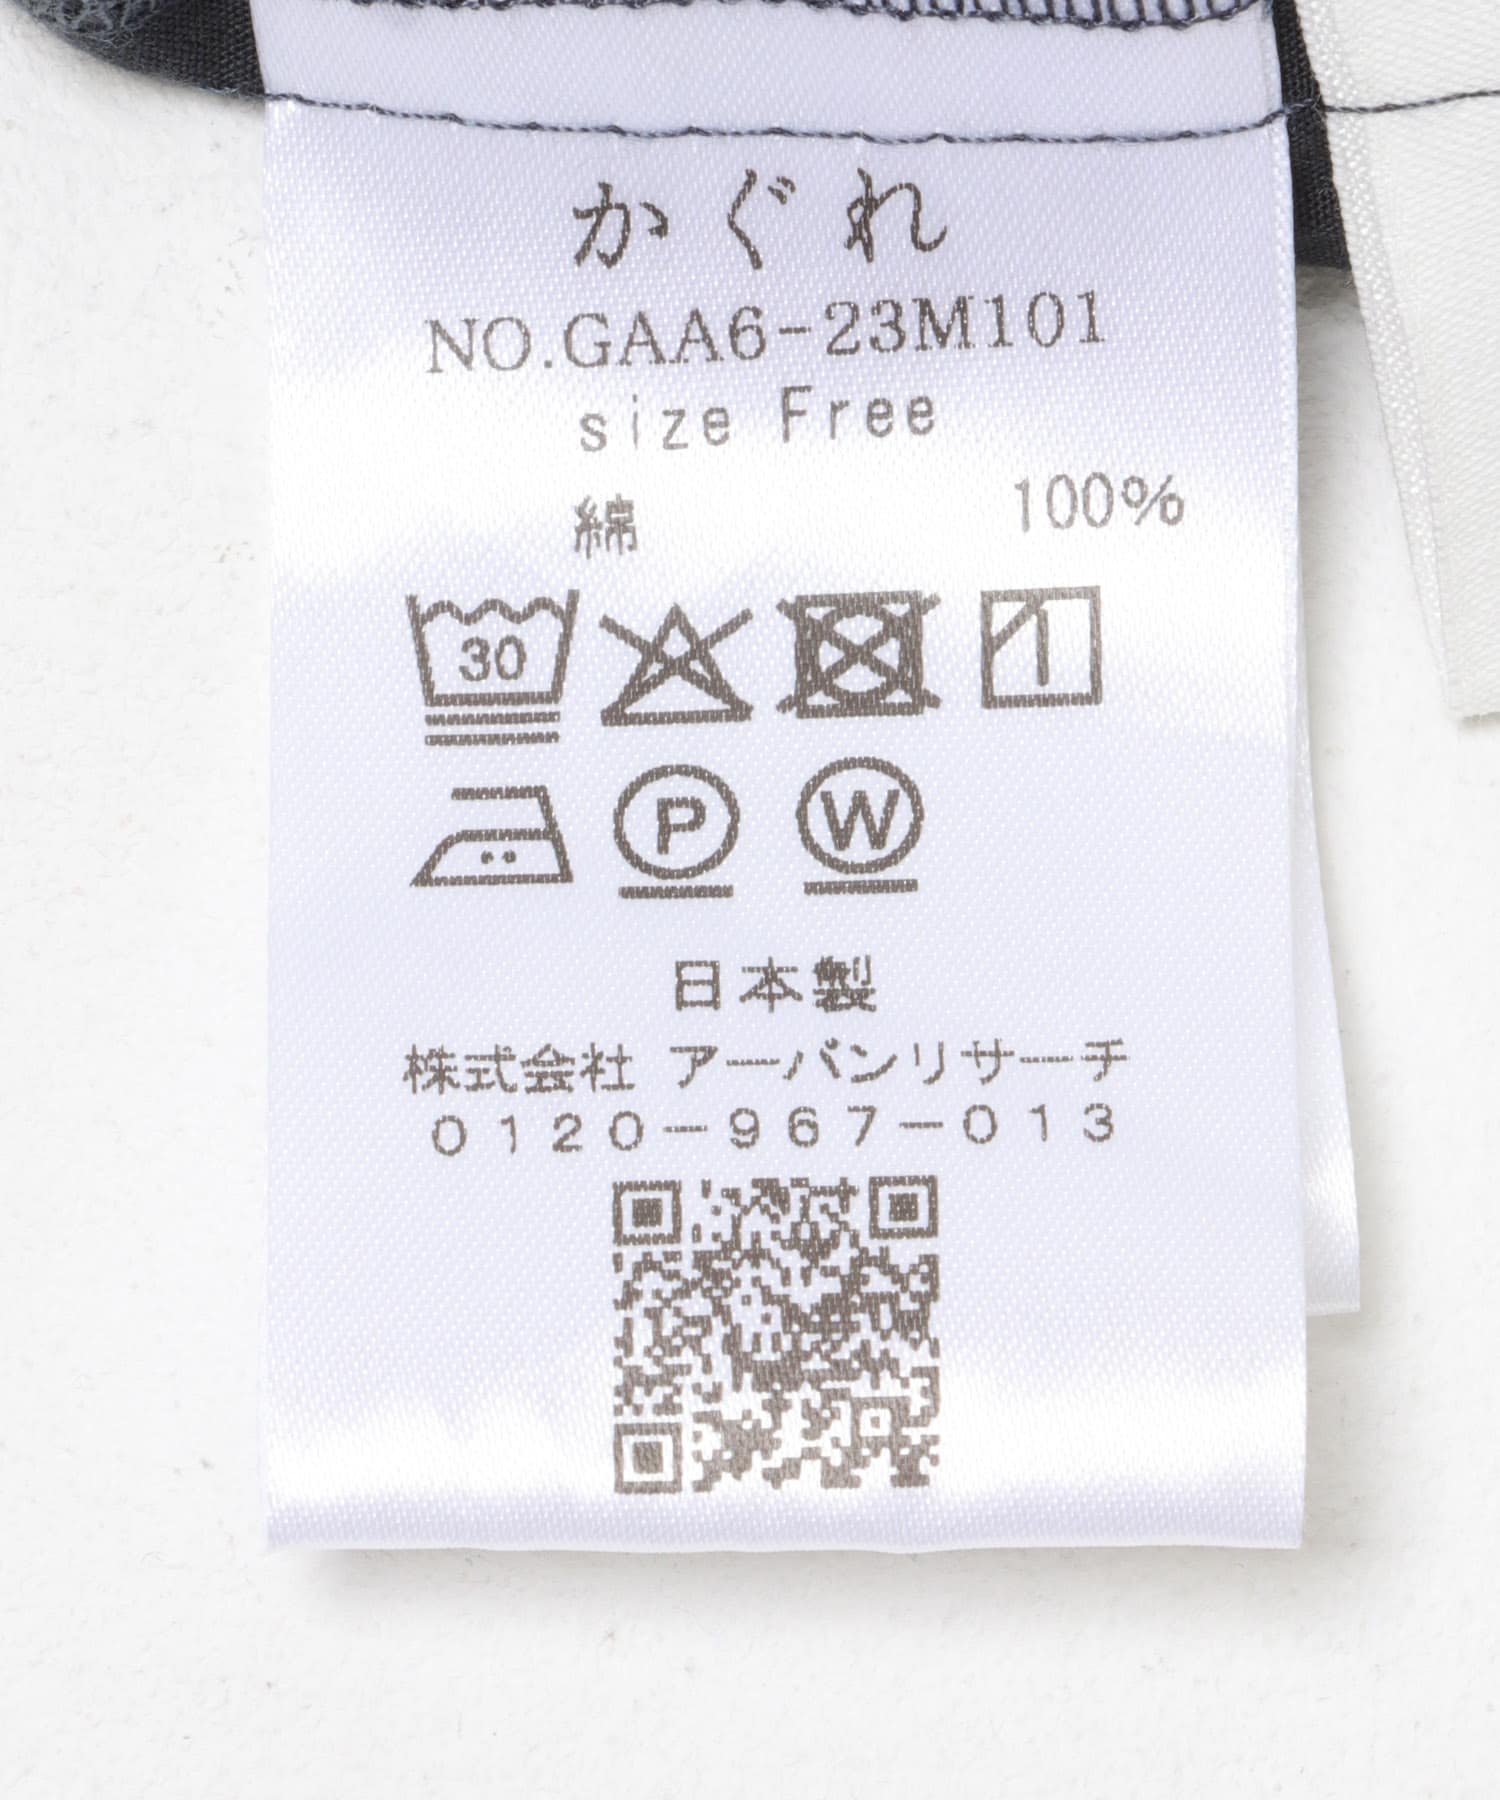 かぐれ
NO.GAA6-23M101
size Free
綿 100%
30
P W
日本製
株式会社 アーバンリサーチ
0120-967-013